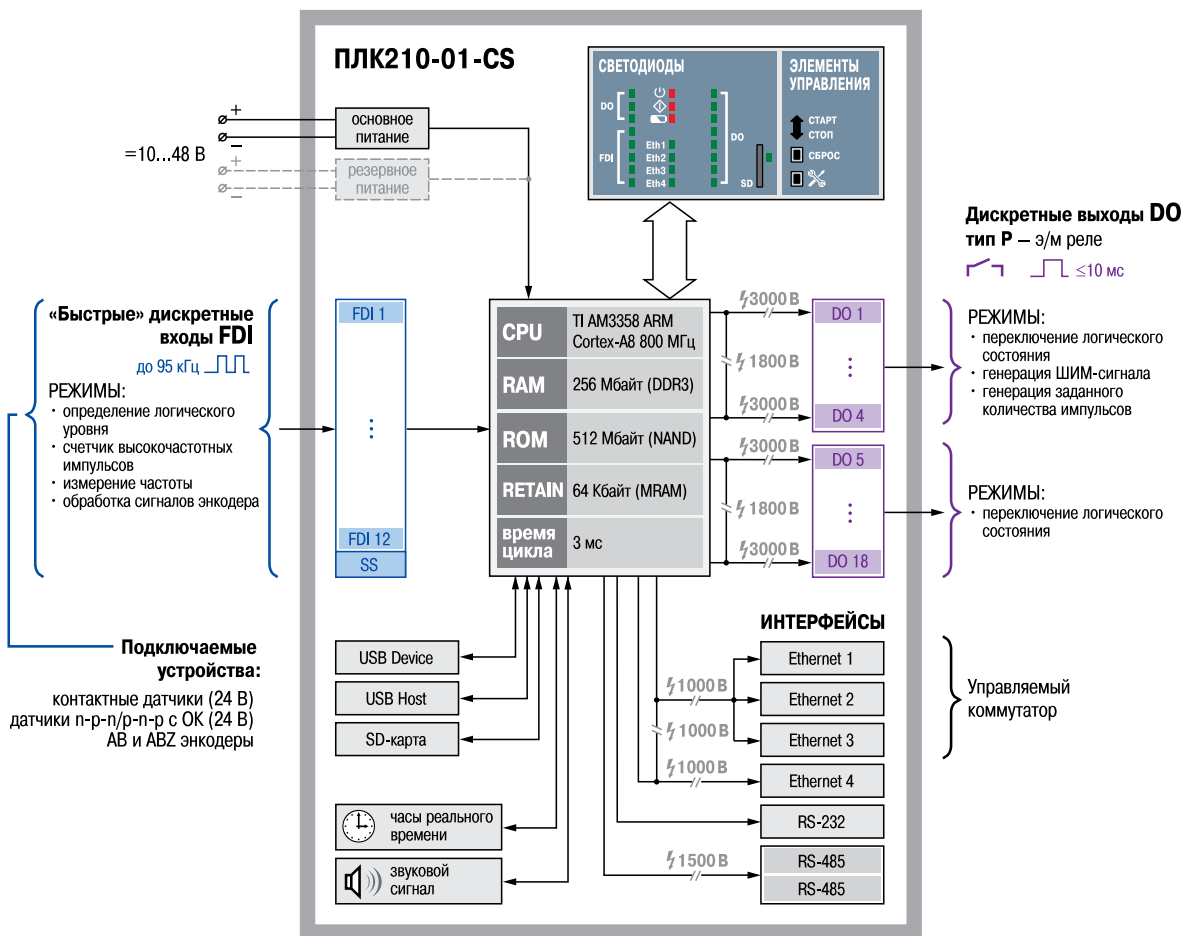 ПЛК210-01-CS
СВЕТОДИОДЫ
DO
FDI
Eth1
Eth2
Eth3
Eth4
DO
SD
ЭЛЕМЕНТЫ
УПРАВЛЕНИЯ
СТАРТ
СТОП
СБРОС
+
−
=10...48 В
+
−
основное
питание
резервное
питание
Дискретные выходы DO
тип Р – э/м реле
≤10 мс
«Быстрые» дискретные
входы FDI
до 95 кГц
РЕЖИМЫ:
· определение логического
уровня
· счетчик высокочастотных
импульсов
· измерение частоты
· обработка сигналов энкодера
FDI 1
⋮
FDI 12
SS
CPU
TI AM3358 ARM
Cortex-A8 800 МГц
RAM
256 Мбайт (DDR3)
ROM
512 Мбайт (NAND)
RETAIN
64 Кбайт (MRAM)
время
цикла
3 мс
3000 В
1800 В
3000 В
3000 В
1800 В
3000 В
DO 1
⋮
DO 4
DO 5
⋮
DO 18
РЕЖИМЫ:
· переключение логического
состояния
· генерация ШИМ-сигнала
· генерация заданного
количества импульсов
РЕЖИМЫ:
· переключение логического
состояния
Подключаемые
устройства:
контактные датчики (24 В)
датчики n-p-n/p-n-p с ОК (24 В)
АВ и ABZ энкодеры
USB Device
USB Host
SD-карта
часы реального
времени
звуковой
сигнал
ИНТЕРФЕЙСЫ
1000 В
1000 В
1000 В
1500 В
Ethernet 1
Ethernet 2
Ethernet 3
Ethernet 4
RS-232
RS-485
RS-485
Управляемый
коммутатор